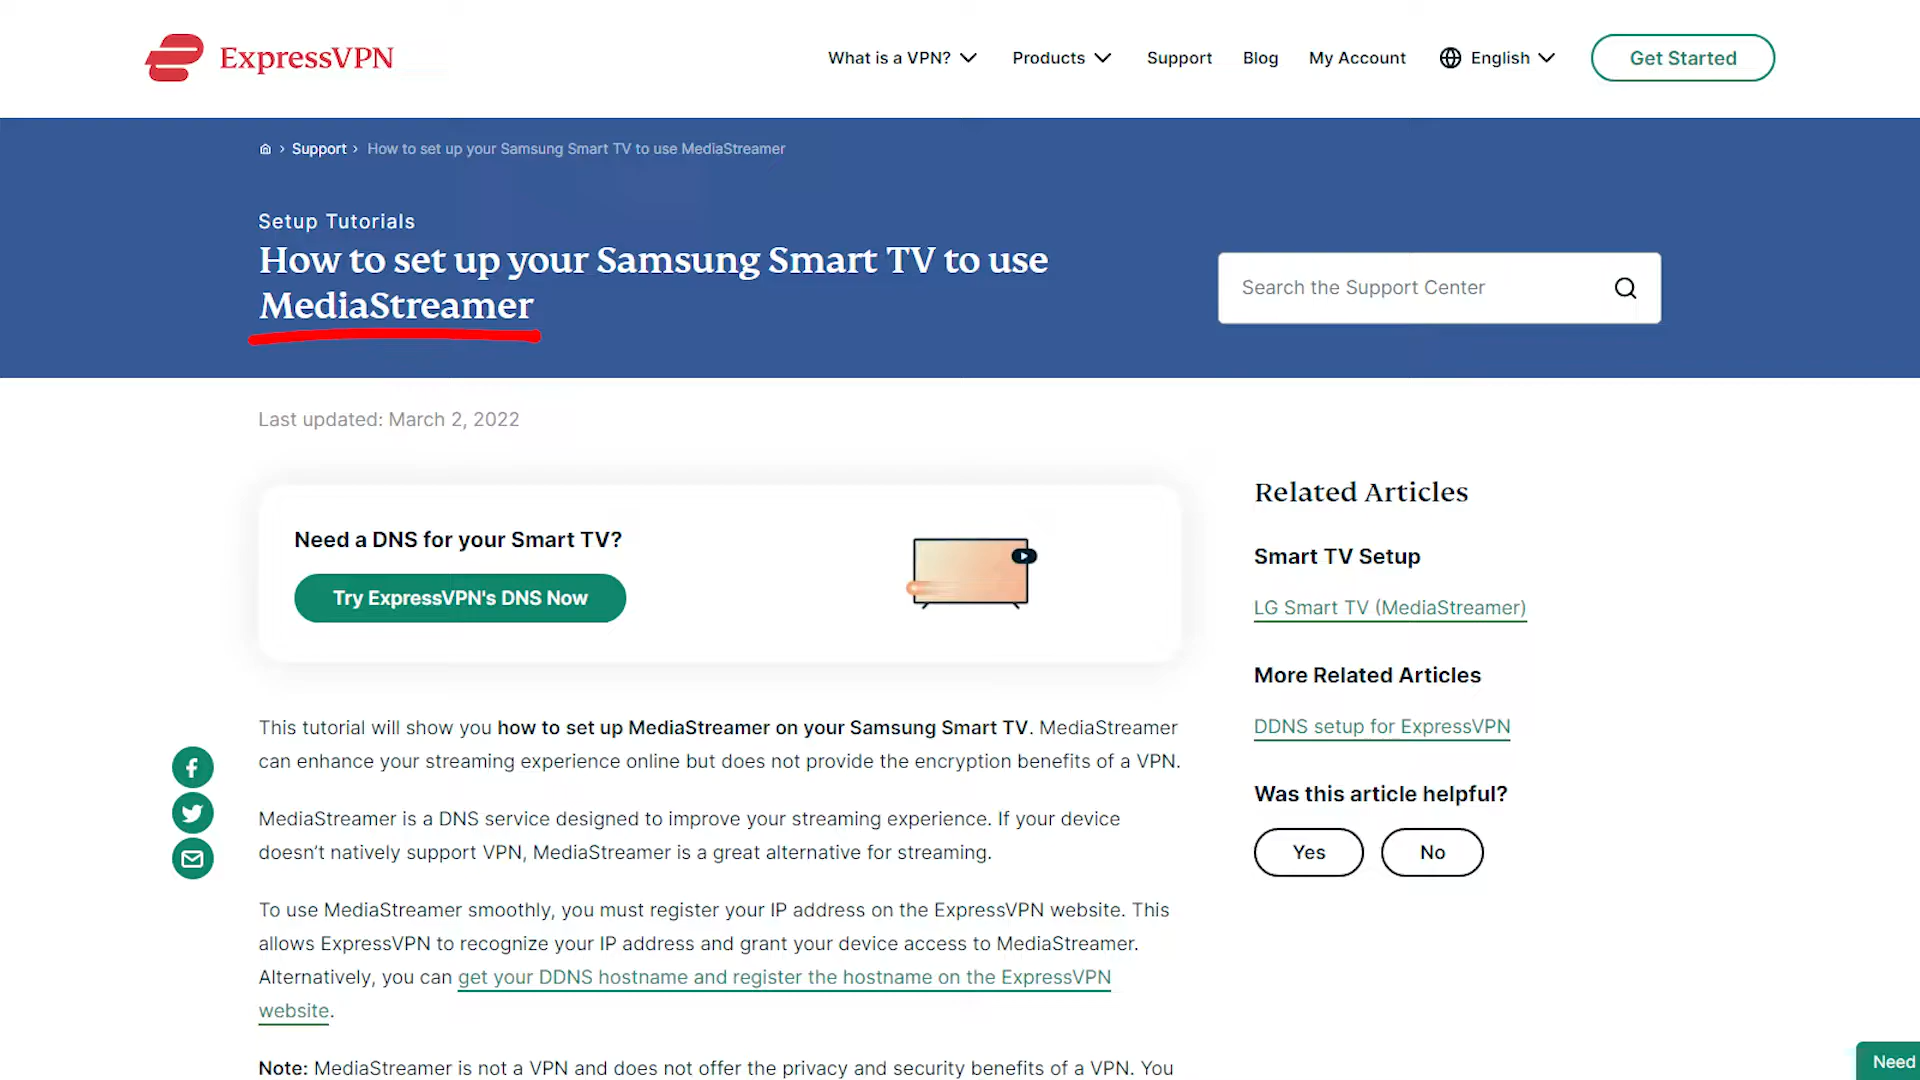 ExpressVPN
What is a VPN? Products Support Blog My Account English Get Started
Support How to set up your Samsung Smart TV to use MediaStreamer
Setup Tutorials
How to set up your Samsung Smart TV to use
MediaStreamer
Search the Support Center
Last updated: March 2, 2022
Need a DNS for your Smart TV?
Try ExpressVPN's DNS Now
This tutorial will show you how to set up MediaStreamer on your Samsung Smart TV. MediaStreamer
can enhance your streaming experience online but does not provide the encryption benefits of a VPN.
MediaStreamer is a DNS service designed to improve your streaming experience. If your device
doesn’t natively support VPN, MediaStreamer is a great alternative for streaming.
To use MediaStreamer smoothly, you must register your IP address on the ExpressVPN website. This
allows ExpressVPN to recognize your IP address and grant your device access to MediaStreamer.
Alternatively, you can get your DDNS hostname and register the hostname on the ExpressVPN
website.
Note: MediaStreamer is not a VPN and does not offer the privacy and security benefits of a VPN. You
Related Articles
Smart TV Setup
LG Smart TV (MediaStreamer)
More Related Articles
DDNS setup for ExpressVPN
Was this article helpful?
Yes No
Need